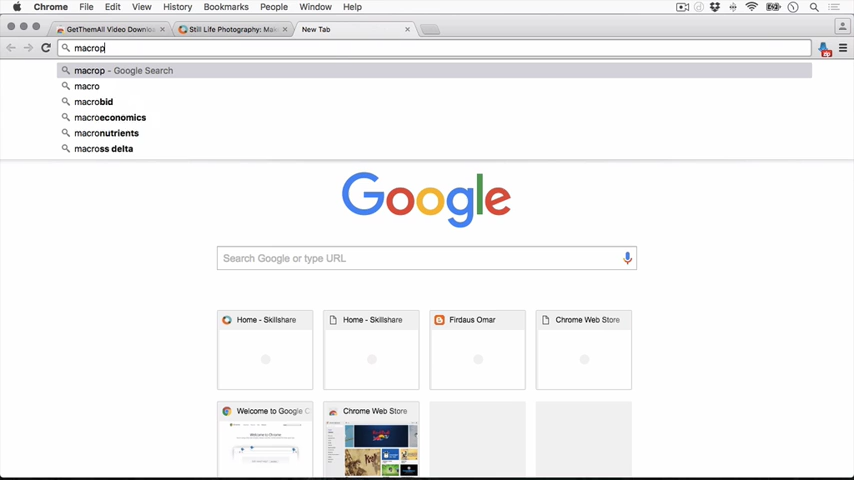 Chrome File Edit View History Bookmarks People Window Help
GetThemAll Video Downloa
Still Life Photography: Mak
New Tab
macrop
macrop - Google Search
macro
macrobid
macroeconomics
macronutrients
macross delta
Google
Search Google or type URL
Home - Skillshare
Home - Skillshare
Firdaus Omar
Chrome Web Store
Welcome to Google C
Chrome Web Store